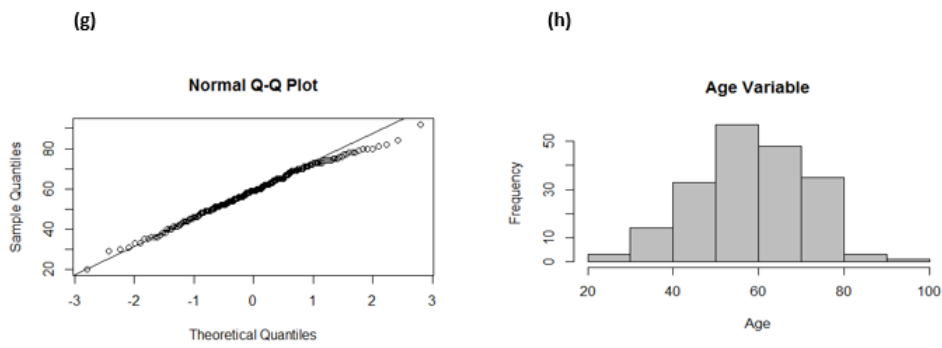 (g)
(h)
Normal Q-Q Plot
Sample Quantiles
20 40 60 80
-3 -2 -1 0 1 2 3
Theoretical Quantiles
Age Variable
Frequency
0 10 30 50
20 40 60 80 100
Age